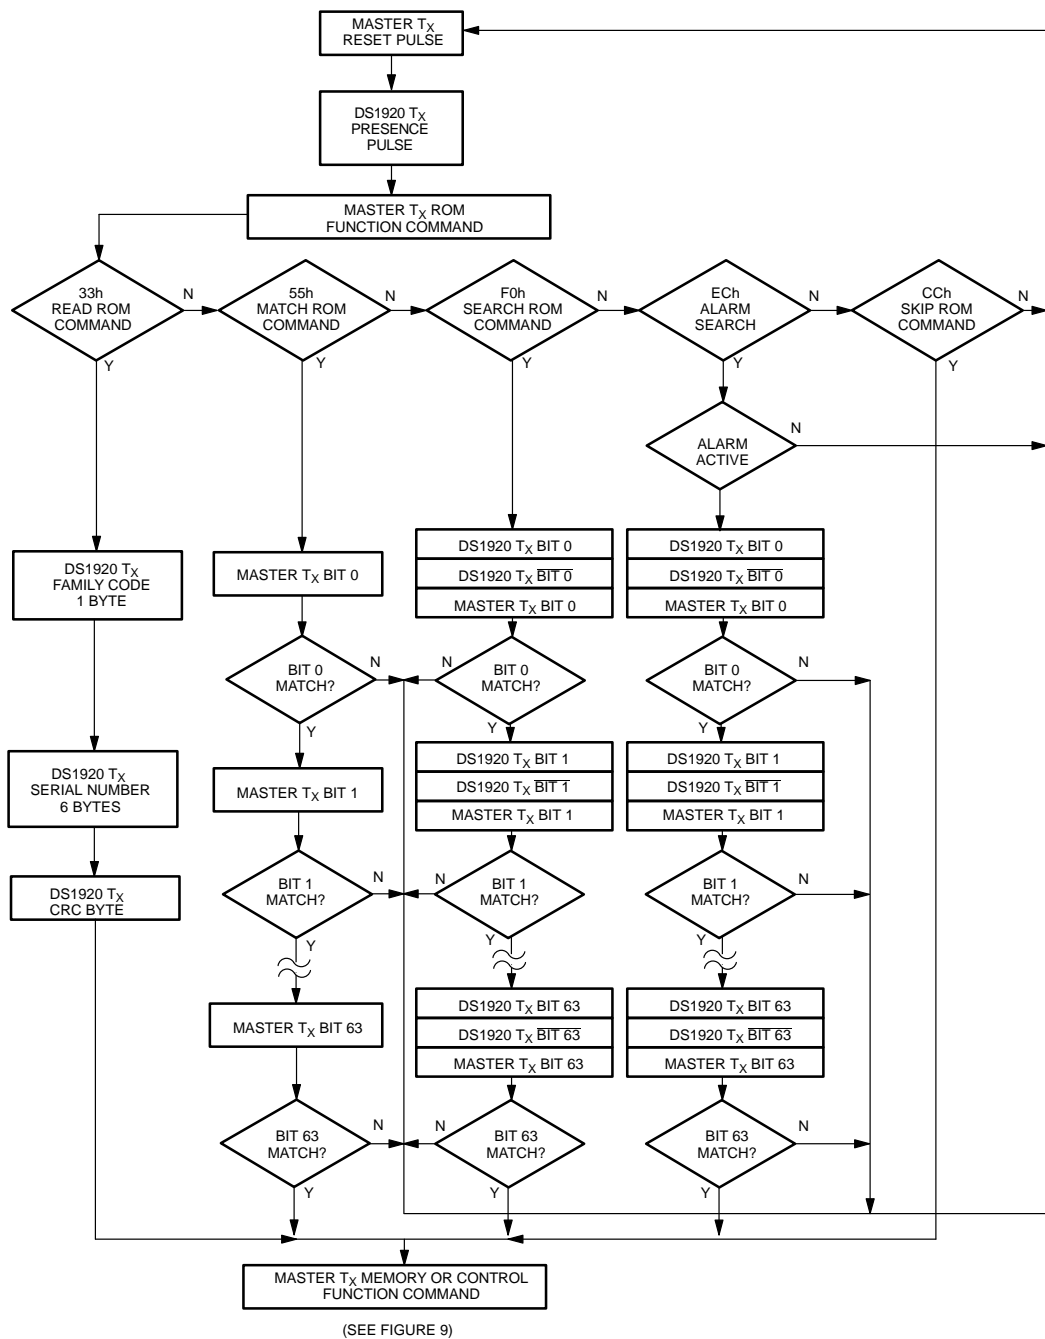 MASTER TX
RESET PULSE
DS1920 TX
PRESENCE
PULSE
MASTER TX ROM
FUNCTION COMMAND
33h
READ ROM
COMMAND
N
Y
55h
MATCH ROM
COMMAND
N
Y
F0h
SEARCH ROM
COMMAND
N
Y
ECh
ALARM
SEARCH
N
Y
CCh
SKIP ROM
COMMAND
N
Y
ALARM
ACTIVE
N
DS1920 TX
FAMILY CODE
1 BYTE
DS1920 TX
SERIAL NUMBER
6 BYTES
DS1920 TX
CRC BYTE
MASTER TX BIT 0
BIT 0
MATCH?
N
Y
MASTER TX BIT 1
BIT 1
MATCH?
N
Y
MASTER TX BIT 63
BIT 63
MATCH?
N
Y
DS1920 TX BIT 0
DS1920 TX BIT 0
MASTER TX BIT 0
BIT 0
MATCH?
N
Y
DS1920 TX BIT 1
DS1920 TX BIT 1
MASTER TX BIT 1
BIT 1
MATCH?
N
Y
DS1920 TX BIT 63
DS1920 TX BIT 63
MASTER TX BIT 63
BIT 63
MATCH?
N
Y
DS1920 TX BIT 0
DS1920 TX BIT 0
MASTER TX BIT 0
BIT 0
MATCH?
N
Y
DS1920 TX BIT 1
DS1920 TX BIT 1
MASTER TX BIT 1
BIT 1
MATCH?
N
Y
DS1920 TX BIT 63
DS1920 TX BIT 63
MASTER TX BIT 63
BIT 63
MATCH?
N
Y
MASTER TX MEMORY OR CONTROL
FUNCTION COMMAND
(SEE FIGURE 9)